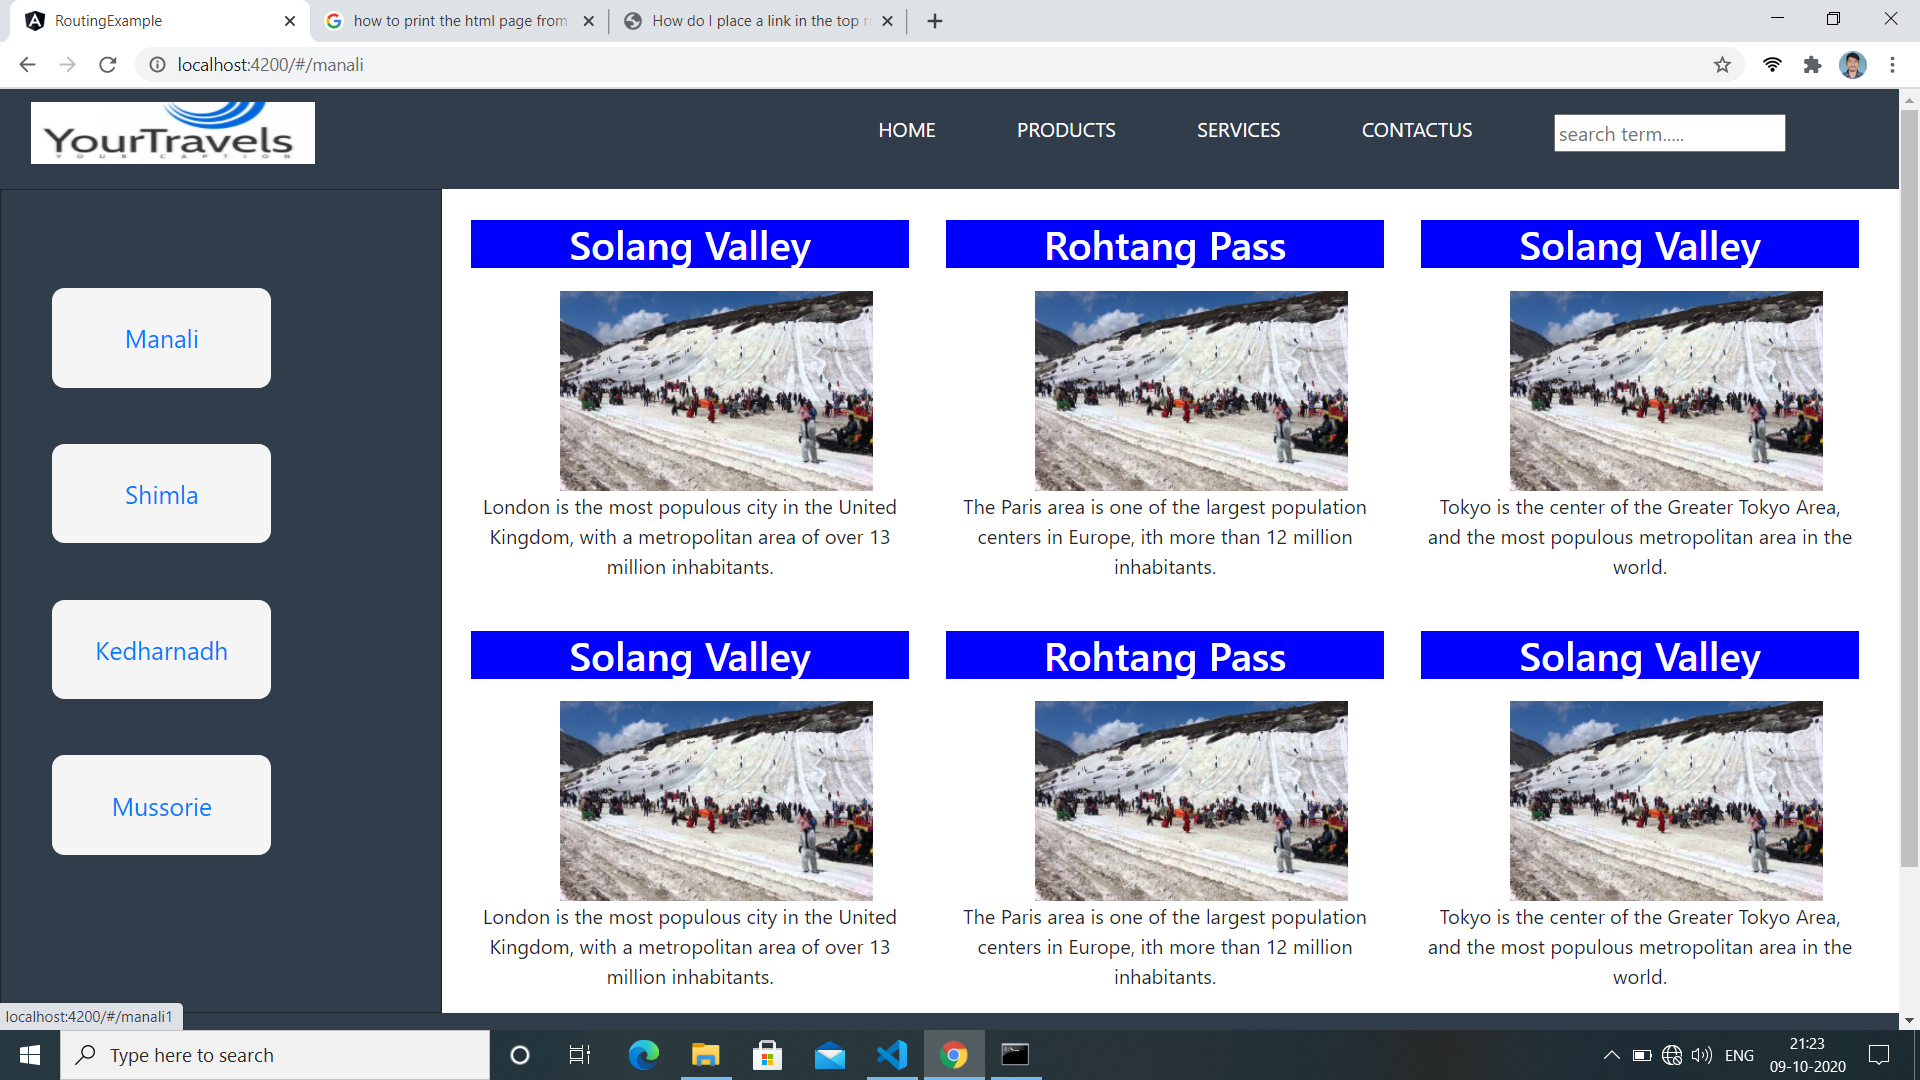 RoutingExample
how to print the html page from
How do I place a link in the top ri
localhost:4200/#/manali
YourTravels
YOUR CAPTION
HOME
PRODUCTS
SERVICES
CONTACTUS
search term.....
Manali
Shimla
Kedharnadh
Mussorie
Solang Valley
Rohtang Pass
Solang Valley
London is the most populous city in the United
Kingdom, with a metropolitan area of over 13
million inhabitants.
The Paris area is one of the largest population
centers in Europe, ith more than 12 million
inhabitants.
Tokyo is the center of the Greater Tokyo Area,
and the most populous metropolitan area in the
world.
Solang Valley
Rohtang Pass
Solang Valley
London is the most populous city in the United
Kingdom, with a metropolitan area of over 13
million inhabitants.
The Paris area is one of the largest population
centers in Europe, ith more than 12 million
inhabitants.
Tokyo is the center of the Greater Tokyo Area,
and the most populous metropolitan area in the
world.
localhost:4200/#/manali1
Type here to search
ENG
21:23
09-10-2020